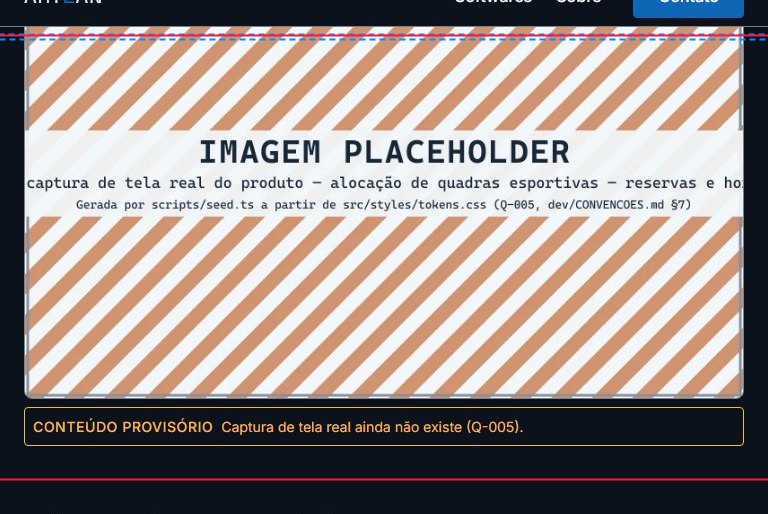 Softwares Sobre Contato
IMAGEM PLACEHOLDER
captura de tela real do produto — alocação de quadras esportivas — reservas e
Gerada por scripts/seed.ts a partir de src/styles/tokens.css (Q-005, dev/CONVENCOES.md §7)
CONTEÚDO PROVISÓRIO Captura de tela real ainda não existe (Q-005).